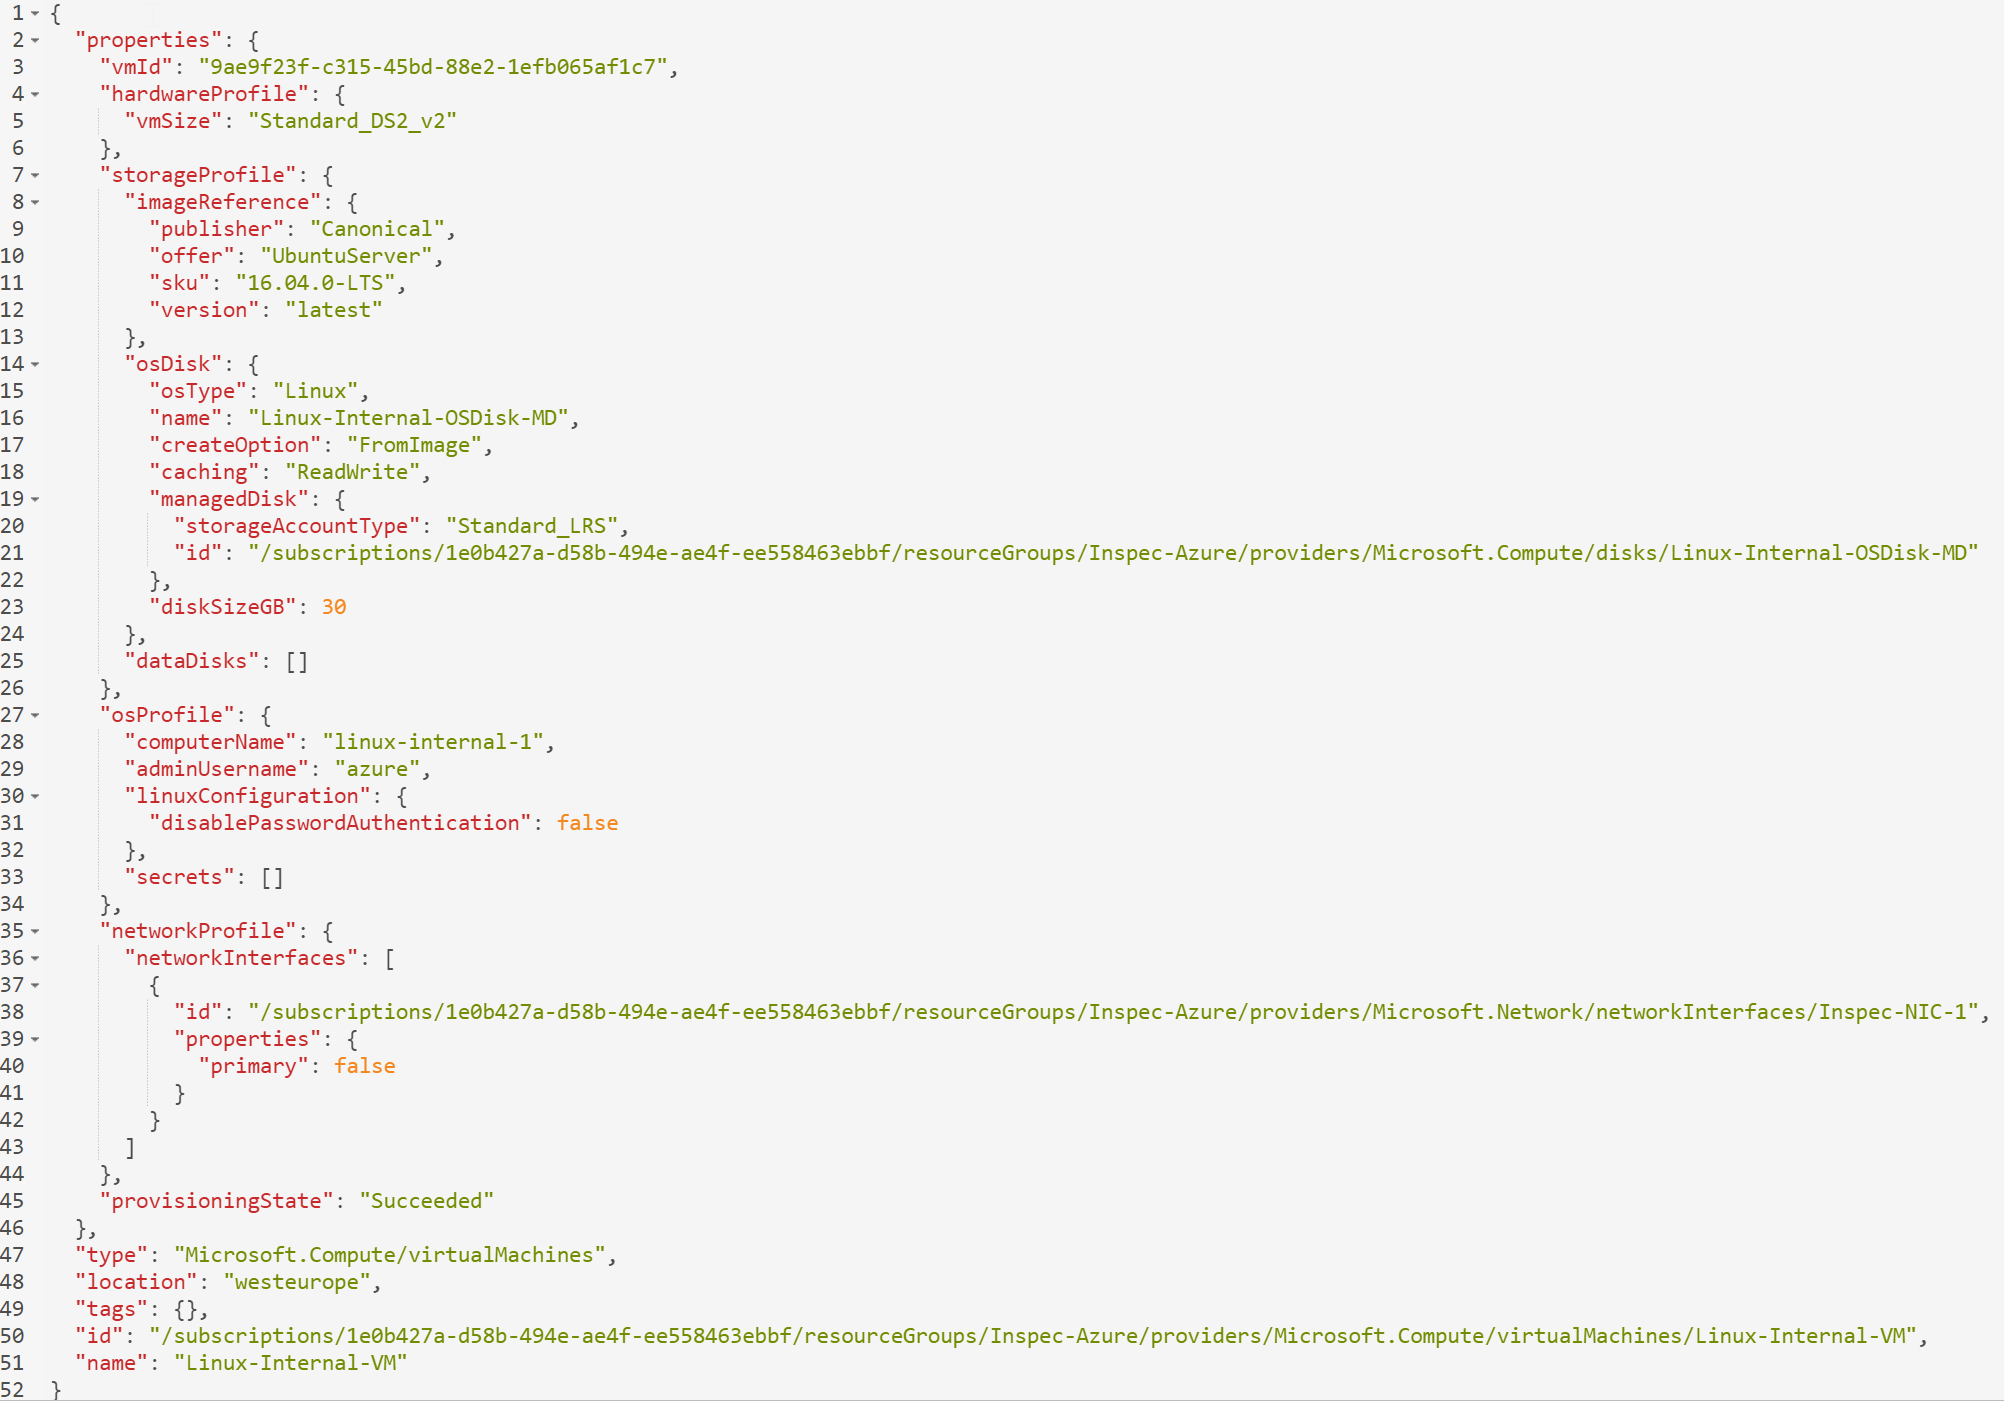 1 {
2 "properties": {
3 "vmId": "9ae9f23f-c315-45bd-88e2-1efb065af1c7",
4 "hardwareProfile": {
5 "vmSize": "Standard_DS2_v2"
6 },
7 "storageProfile": {
8 "imageReference": {
9 "publisher": "Canonical",
10 "offer": "UbuntuServer",
11 "sku": "16.04.0-LTS",
12 "version": "latest"
13 },
14 "osDisk": {
15 "osType": "Linux",
16 "name": "Linux-Internal-OSDisk-MD",
17 "createOption": "FromImage",
18 "caching": "ReadWrite",
19 "managedDisk": {
20 "storageAccountType": "Standard_LRS",
21 "id": "/subscriptions/1e0b427a-d58b-494e-ae4f-ee558463ebbf/resourceGroups/Inspec-Azure/providers/Microsoft.Compute/disks/Linux-Internal-OSDisk-MD"
22 },
23 "diskSizeGB": 30
24 },
25 "dataDisks": []
26 },
27 "osProfile": {
28 "computerName": "linux-internal-1",
29 "adminUsername": "azure",
30 "linuxConfiguration": {
31 "disablePasswordAuthentication": false
32 },
33 "secrets": []
34 },
35 "networkProfile": {
36 "networkInterfaces": [
37 {
38 "id": "/subscriptions/1e0b427a-d58b-494e-ae4f-ee558463ebbf/resourceGroups/Inspec-Azure/providers/Microsoft.Network/networkInterfaces/Inspec-NIC-1",
39 "properties": {
40 "primary": false
41 }
42 }
43 ]
44 },
45 "provisioningState": "Succeeded"
46 },
47 "type": "Microsoft.Compute/virtualMachines",
48 "location": "westeurope",
49 "tags": {},
50 "id": "/subscriptions/1e0b427a-d58b-494e-ae4f-ee558463ebbf/resourceGroups/Inspec-Azure/providers/Microsoft.Compute/virtualMachines/Linux-Internal-VM",
51 "name": "Linux-Internal-VM"
52 }